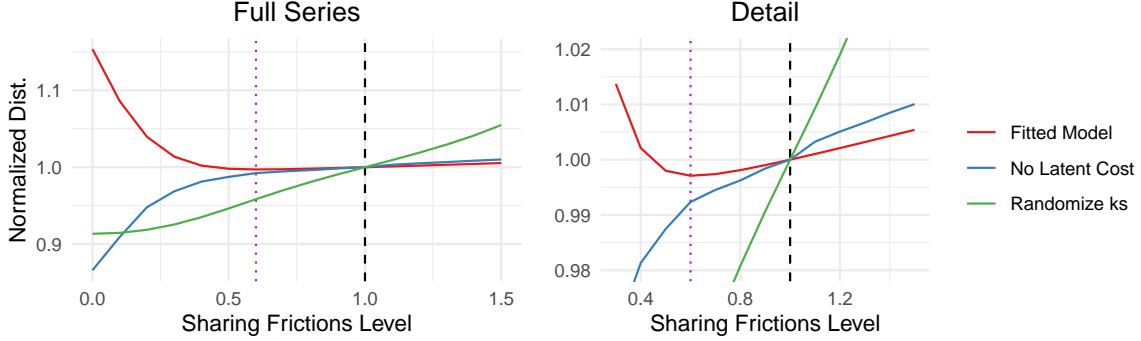 Full Series
Detail
Normalized Dist.
1.1
1.0
0.9
0.0
0.5
1.0
1.5
Sharing Frictions Level
1.02
1.01
1.00
0.99
0.98
0.4
0.8
1.2
Sharing Frictions Level
Fitted Model
No Latent Cost
Randomize ks